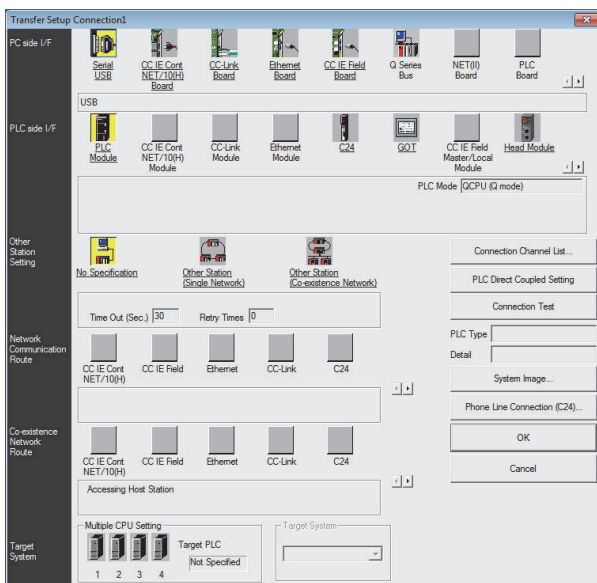 Transfer Setup Connection1
PC side I/F
Serial USB
CC IE Cont NET/10(H) Board
CC-Link Board
Ethernet Board
CC IE Field Board
Q Series Bus
NET(II) Board
PLC Board
USB
PLC side I/F
PLC Module
CC IE Cont NET/10(H) Module
CC-Link Module
Ethernet Module
C24
GOT
CC IE Field Master/Local Module
Head Module
PLC Mode QCPU (Q mode)
Other Station Setting
No Specification
Other Station (Single Network)
Other Station (Co-existence Network)
Time Out (Sec.) 30 Retry Times 0
Connection Channel List...
PLC Direct Coupled Setting
Connection Test
PLC Type
Detail
System Image...
Phone Line Connection (C24)...
OK
Cancel
Network Communication Route
CC IE Cont NET/10(H)
CC IE Field
Ethernet
CC-Link
C24
Co-existence Network Route
CC IE Cont NET/10(H)
CC IE Field
Ethernet
CC-Link
C24
Accessing Host Station
Target System
Multiple CPU Setting
1 2 3 4
Target PLC
Not Specified
Target System